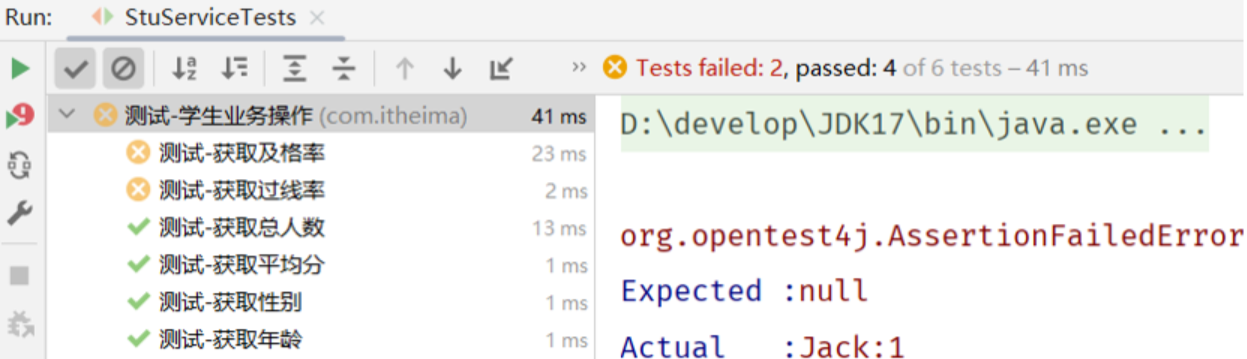 Run: StuServiceTests
Tests failed: 2, passed: 4 of 6 tests – 41 ms
测试-学生业务操作 (com.itheima) 41 ms
测试-获取及格率 23 ms
测试-获取过线率 2 ms
测试-获取总人数 13 ms
测试-获取平均分 1 ms
测试-获取性别 1 ms
测试-获取年龄 1 ms
D:\develop\JDK17\bin\java.exe ...
org.opentest4j.AssertionFailedError
Expected :null
Actual :Jack:1